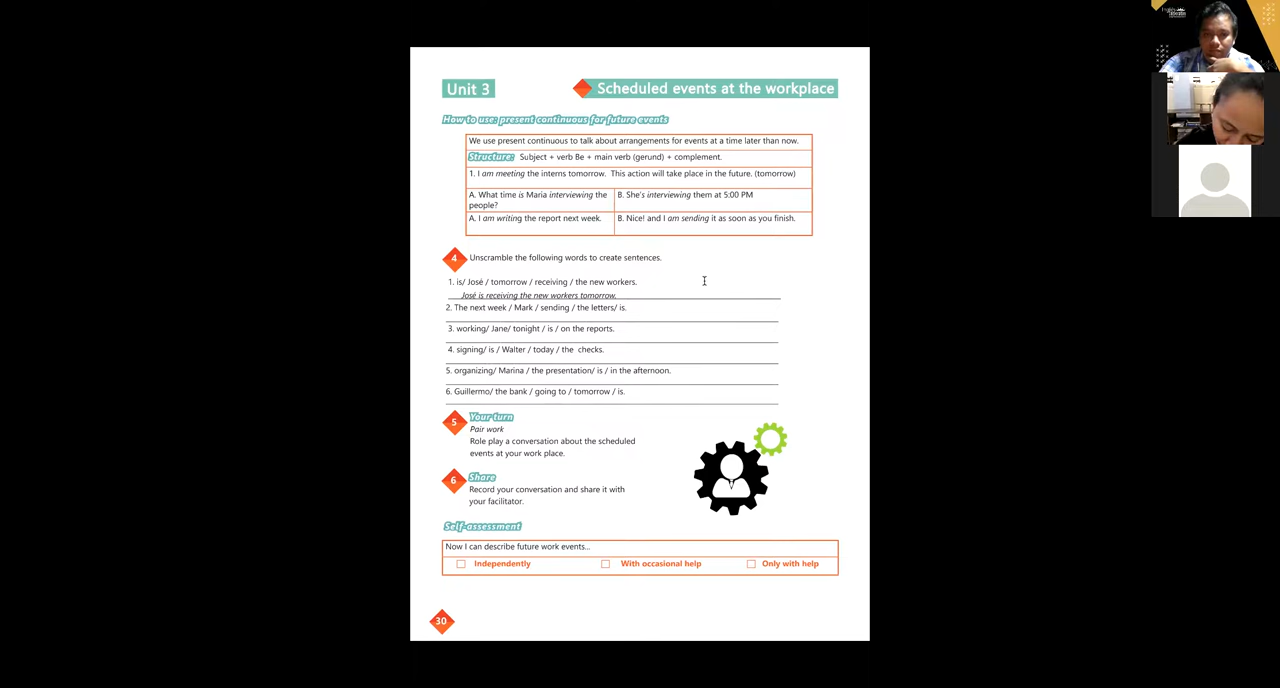 Unit 3
Scheduled events at the workplace
How to use: present continuous for future events
We use present continuous to talk about arrangements for events at a time later than now.
Structure: Subject + verb Be + main verb (gerund) + complement.
1. I am meeting the interns tomorrow. This action will take place in the future. (tomorrow)
A. What time is Maria interviewing the people?
B. She's interviewing them at 5:00 PM
A. I am writing the report next week.
B. Nice! and I am sending it as soon as you finish.
4 Unscramble the following words to create sentences.
1. is/ José / tomorrow / receiving / the new workers.
José is receiving the new workers tomorrow.
2. The next week / Mark / sending / the letters/ is.
3. working/ Jane/ tonight / is / on the reports.
4. signing/ is / Walter / today / the checks.
5. organizing/ Marina / the presentation/ is / in the afternoon.
6. Guillermo/ the bank / going to / tomorrow / is.
5 Your turn
Pair work
Role play a conversation about the scheduled
events at your work place.
6 Share
Record your conversation and share it with
your facilitator.
Self-assessment
Now I can describe future work events...
Independently
With occasional help
Only with help
30